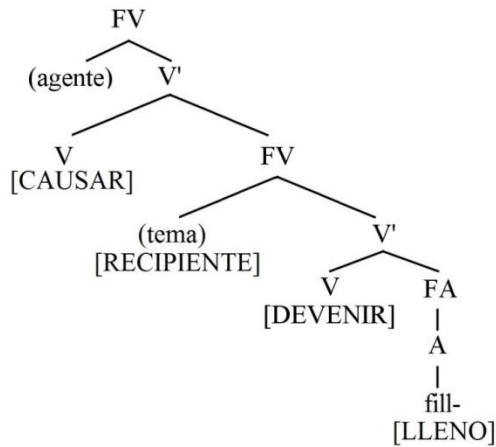 FV
(agente) V'
V FV
[CAUSAR]
(tema) V'
[RECIPIENTE]
V FA
[DEVENIR]
A
fill-
[LLENO]